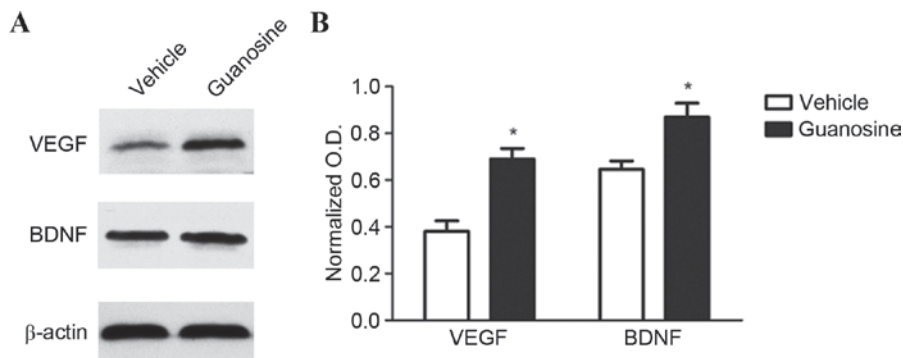 A
Vehicle
Guanosine
VEGF
BDNF
β-actin
B
Normalized O.D.
1.0
0.8
0.6
0.4
0.2
0.0
*
*
VEGF
BDNF
Vehicle
Guanosine